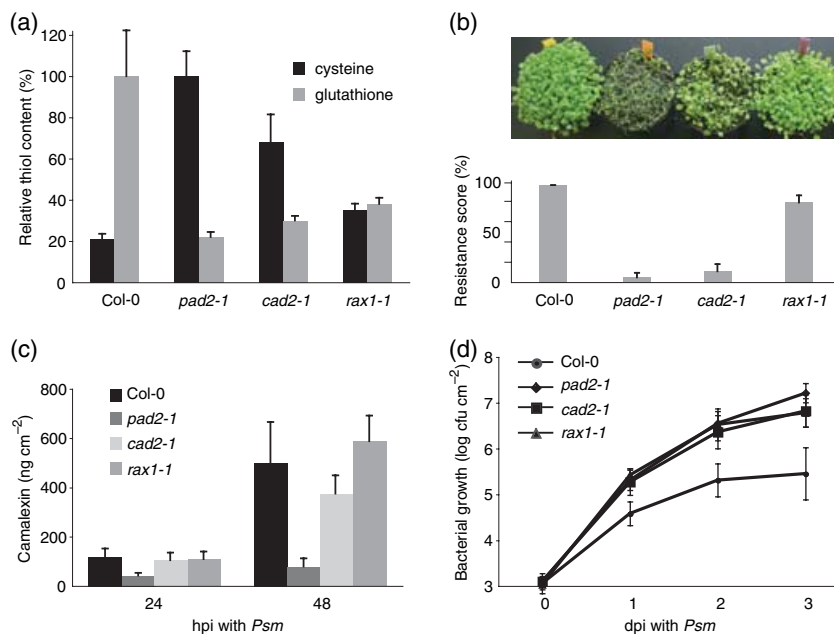 (a)
Relative thiol content (%)
120
100
80
60
40
20
0
cysteine
glutathione
Col-0 pad2-1 cad2-1 rax1-1
(b)
Resistance score (%)
100
50
0
Col-0 pad2-1 cad2-1 rax1-1
(c)
Camalexin (ng cm−2)
800
600
400
200
0
Col-0
pad2-1
cad2-1
rax1-1
24 48
hpi with Psm
(d)
Bacterial growth (log cfu cm−2)
8
7
6
5
4
3
Col-0
pad2-1
cad2-1
rax1-1
0 1 2 3
dpi with Psm